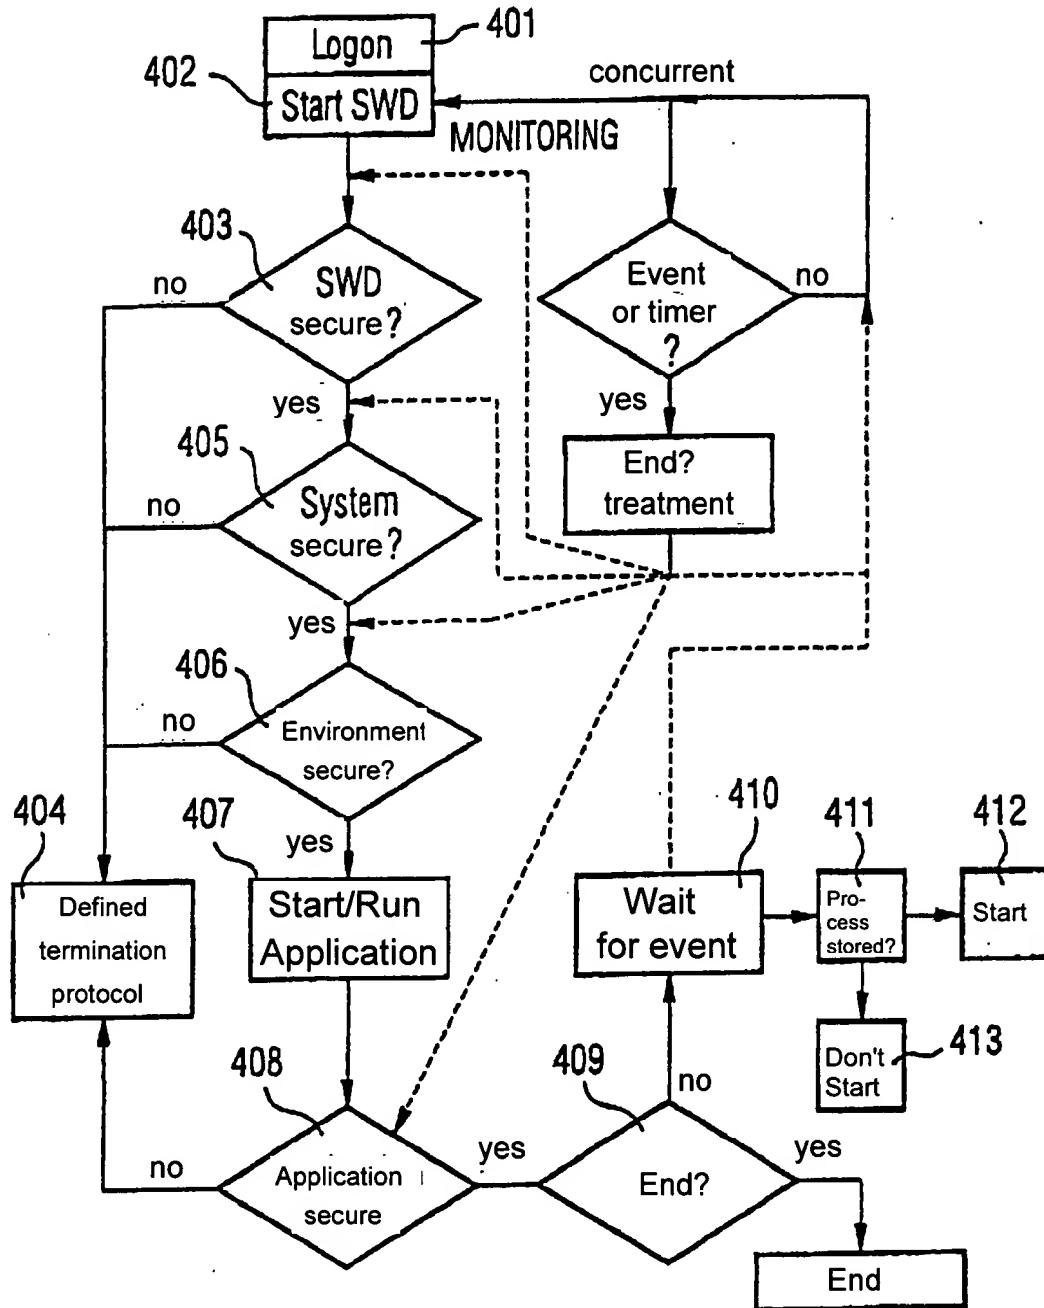 401
Logon
402
Start SWD
concurrent
MONITORING
403
no
SWD
secure?
Event
or timer
?
no
yes
yes
405
no
System
secure?
End?
treatment
yes
406
no
Environment
secure?
404
407
yes
410
411
412
Defined
termination
protocol
Start/Run
Application
Wait
for event
Pro-
cess
stored?
Start
408
409
no
Don't
Start
413
no
Application
secure
yes
End?
yes
End